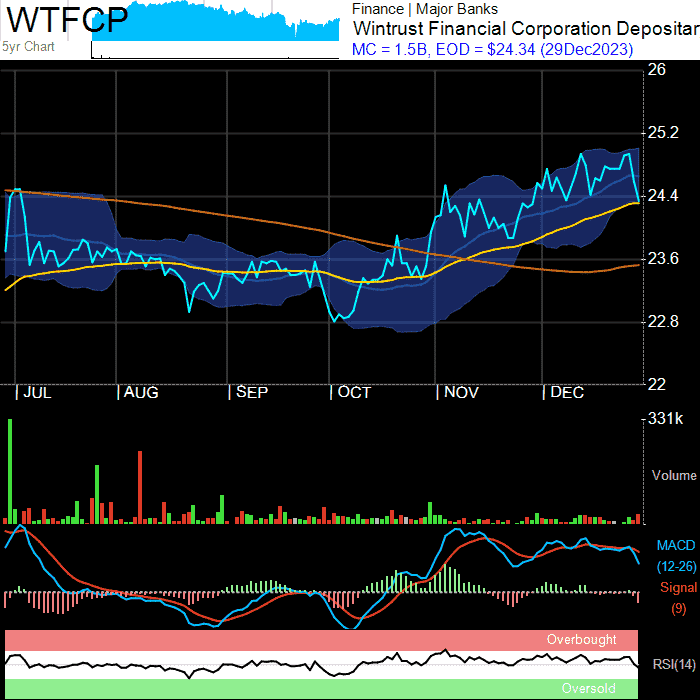 WTFCP
5yr Chart
Finance | Major Banks
Wintrust Financial Corporation Depositar
MC = 1.5B, EOD = $24.34 (29Dec2023)
26
25.2
24.4
23.6
22.8
22
JUL AUG SEP OCT NOV DEC
331k
Volume
MACD
(12-26)
Signal
(9)
Overbought
RSI(14)
Oversold